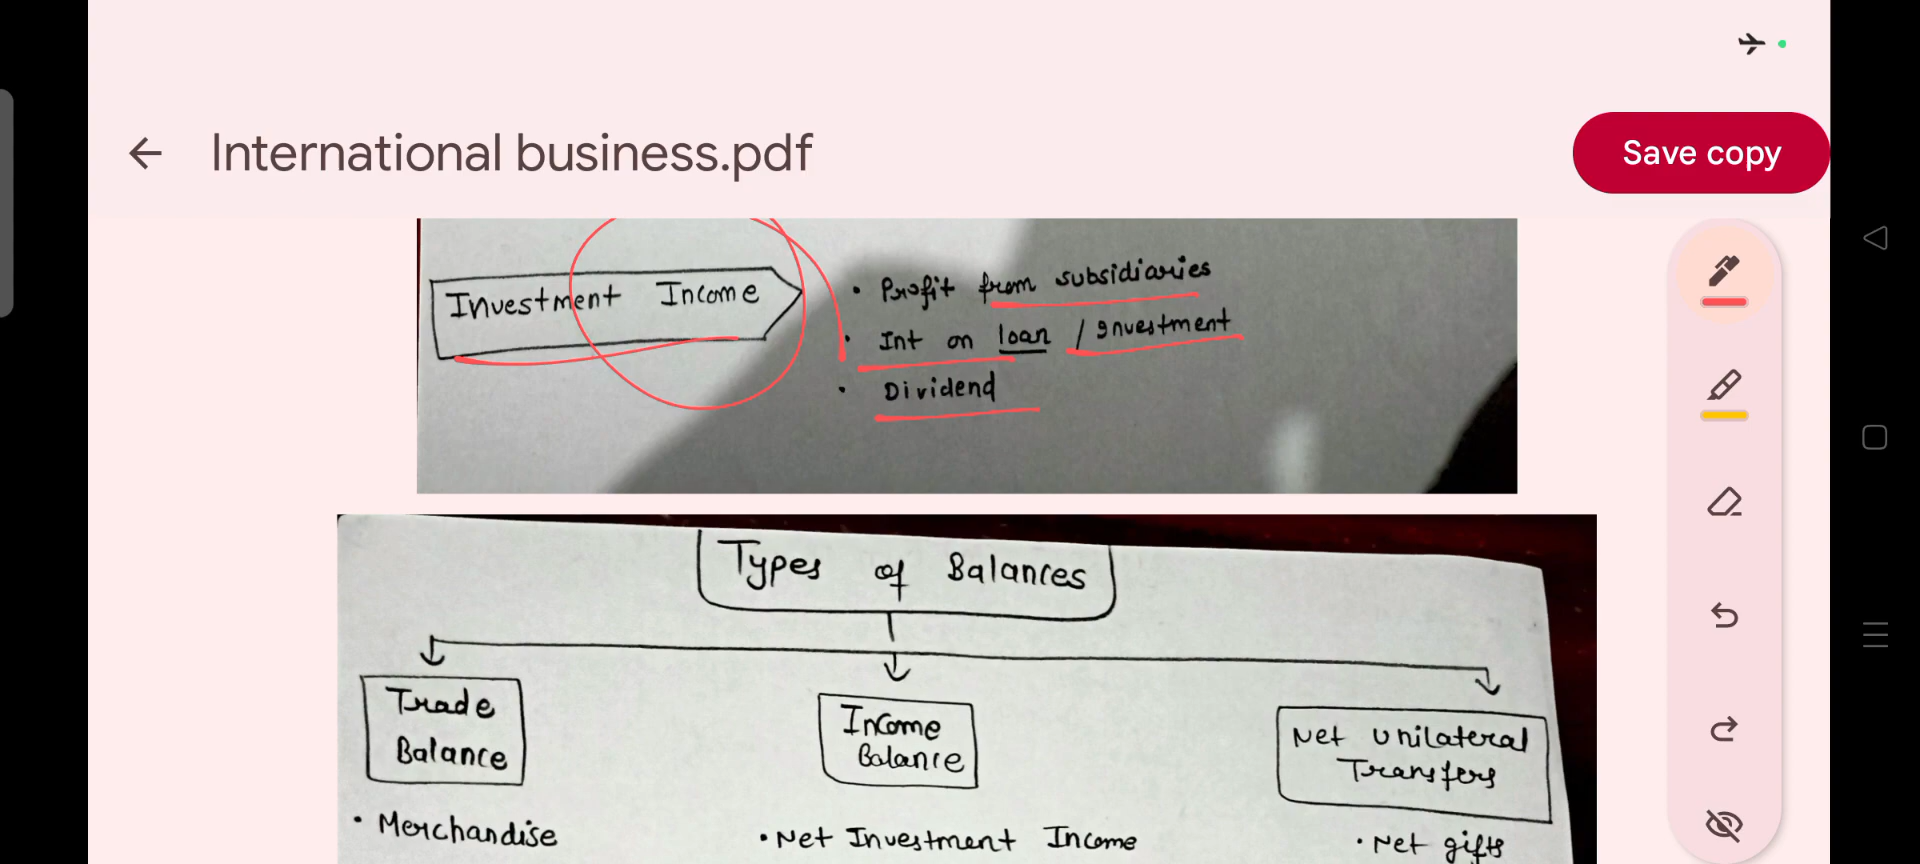 International business.pdf
Save copy
Investment Income
• Profit from subsidiaries
• Int on loan / Investment
• Dividend
Types of Balances
Trade
Balance
Income
Balance
Net Unilateral
Transfers
• Merchandise
• Net Investment Income
• Net gifts